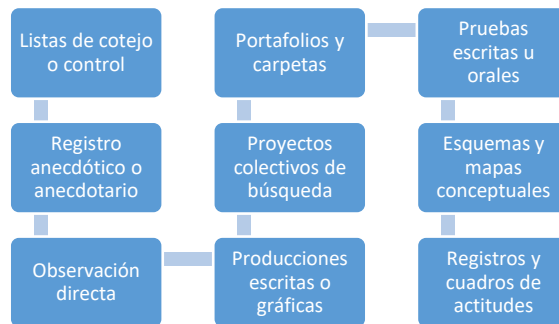 Listas de cotejo
o control
Registro
anecdótico o
anecdotario
Observación
directa
Producciones
escritas o
gráficas
Proyectos
colectivos de
búsqueda
Portafolios y
carpetas
Pruebas
escritas u
orales
Esquemas y
mapas
conceptuales
Registros y
cuadros de
actitudes